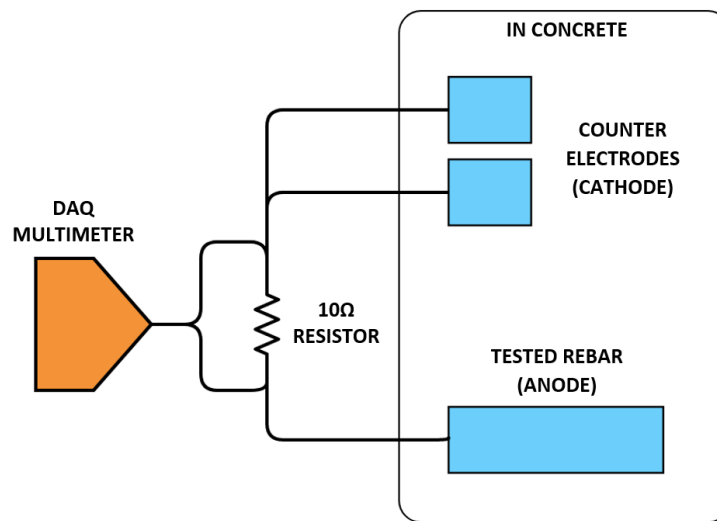 IN CONCRETE
COUNTER
ELECTRODES
(CATHODE)
DAQ
MULTIMETER
10Ω
RESISTOR
TESTED REBAR
(ANODE)